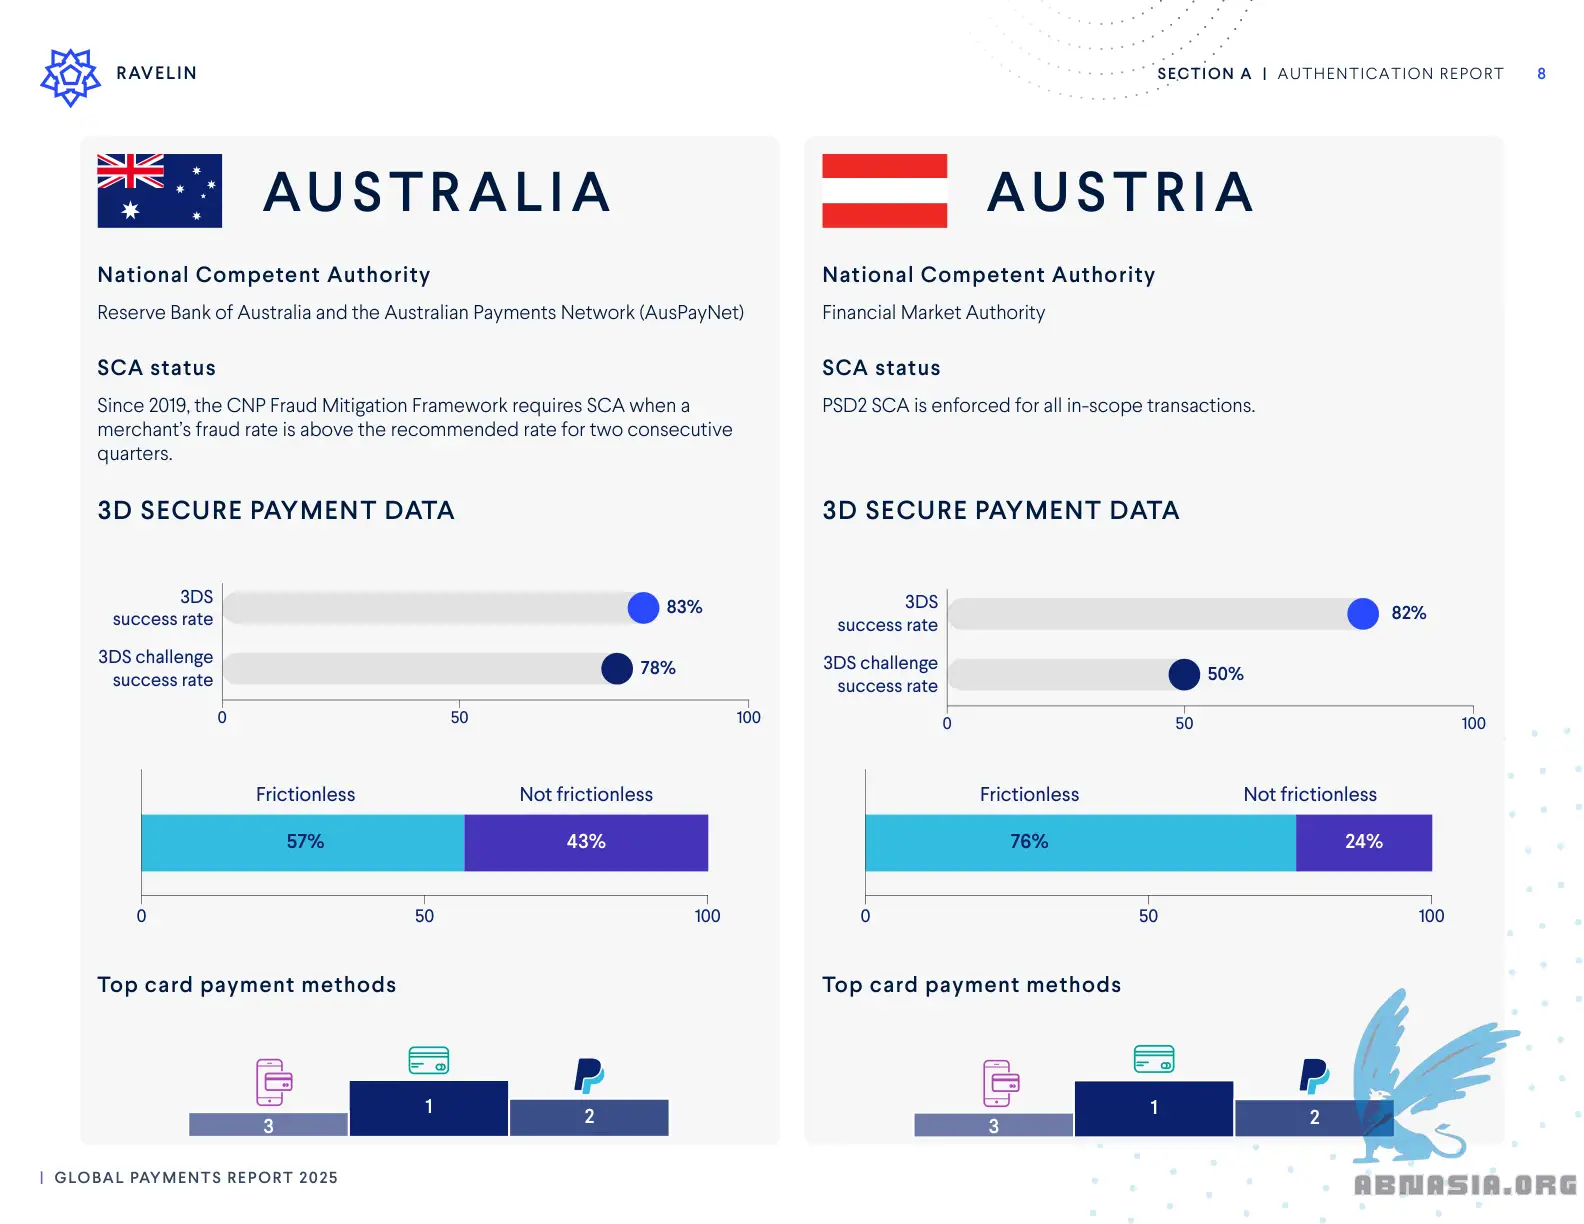 RAVELIN
SECTION A | AUTHENTICATION REPORT 8
AUSTRALIA
National Competent Authority
Reserve Bank of Australia and the Australian Payments Network (AusPayNet)
SCA status
Since 2019, the CNP Fraud Mitigation Framework requires SCA when a
merchant's fraud rate is above the recommended rate for two consecutive
quarters.
3D SECURE PAYMENT DATA
3DS
success rate
83%
3DS challenge
success rate
78%
0 50 100
Frictionless Not frictionless
57% 43%
0 50 100
Top card payment methods
3 1 2
AUSTRIA
National Competent Authority
Financial Market Authority
SCA status
PSD2 SCA is enforced for all in-scope transactions.
3D SECURE PAYMENT DATA
3DS
success rate
82%
3DS challenge
success rate
50%
0 50 100
Frictionless Not frictionless
76% 24%
0 50 100
Top card payment methods
3 1 2
| GLOBAL PAYMENTS REPORT 2025
ABNASIA.ORG